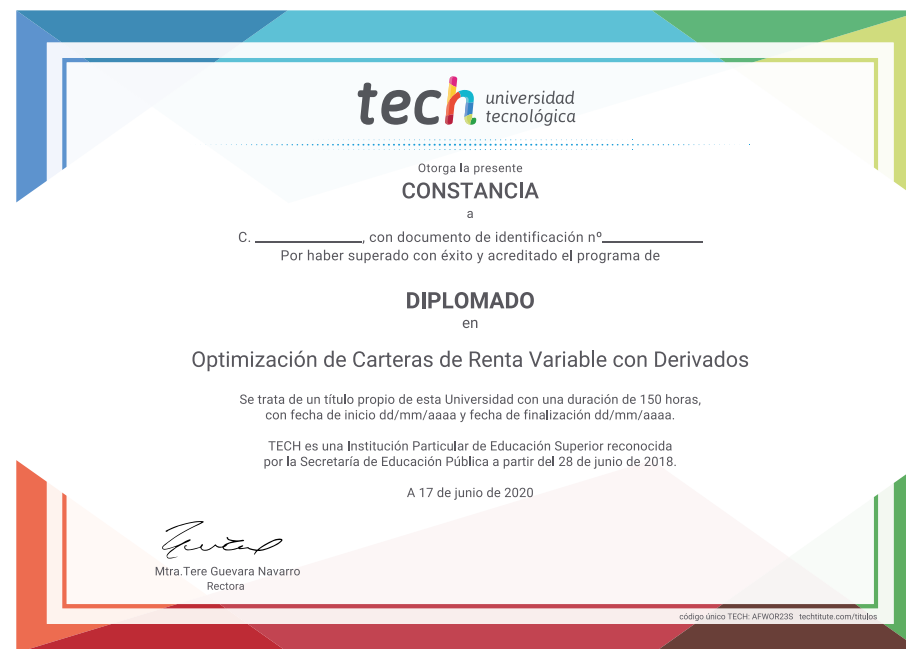 tech universidad
tecnológica
Otorga la presente
CONSTANCIA
a
C. ____________, con documento de identificación nº____________
Por haber superado con éxito y acreditado el programa de
DIPLOMADO
en
Optimización de Carteras de Renta Variable con Derivados
Se trata de un título propio de esta Universidad con una duración de 150 horas,
con fecha de inicio dd/mm/aaaa y fecha de finalización dd/mm/aaaa.
TECH es una Institución Particular de Educación Superior reconocida
por la Secretaría de Educación Pública a partir del 28 de junio de 2018.
A 17 de junio de 2020
Mtra.Tere Guevara Navarro
Rectora
código único TECH: AFWOR23S techtitute.com/titulos